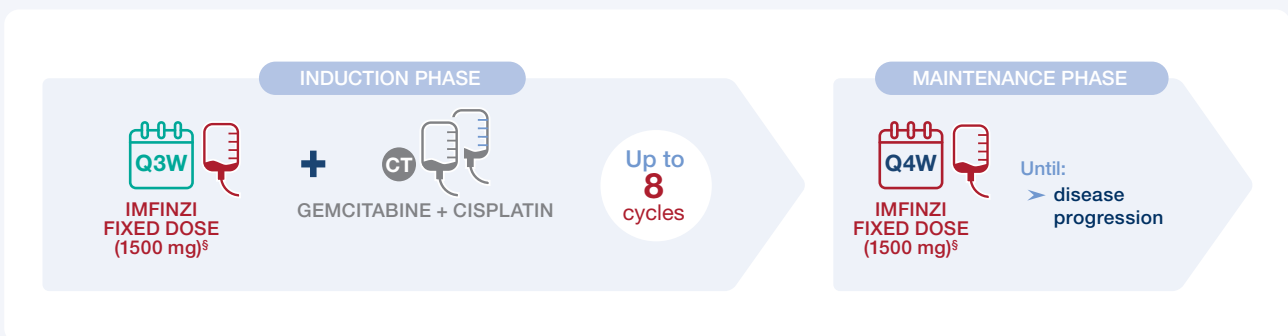 INDUCTION PHASE
Q3W
IMFINZI
FIXED DOSE
(1500 mg)§
+
CT
GEMCITABINE + CISPLATIN
Up to
8
cycles
MAINTENANCE PHASE
Q4W
IMFINZI
FIXED DOSE
(1500 mg)§
Until:
➤ disease
progression